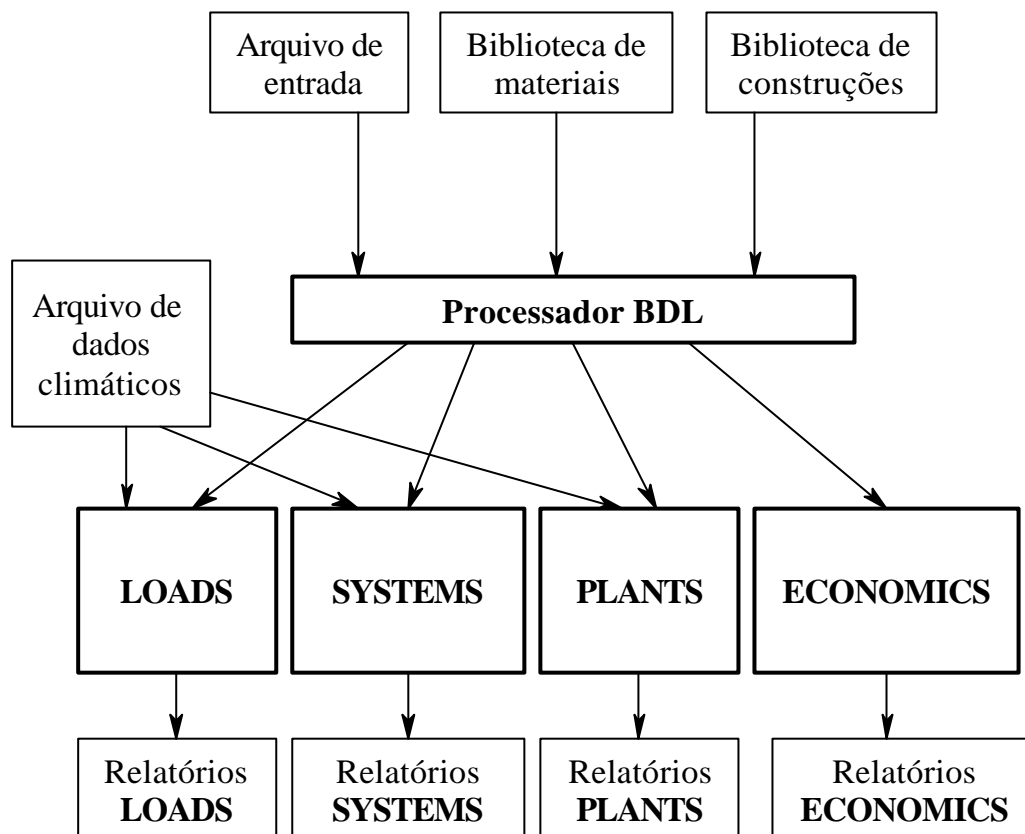 Arquivo de
entrada
Biblioteca de
materiais
Biblioteca de
construções
Arquivo de
dados
climáticos
Processador BDL
LOADS
SYSTEMS
PLANTS
ECONOMICS
Relatórios
LOADS
Relatórios
SYSTEMS
Relatórios
PLANTS
Relatórios
ECONOMICS